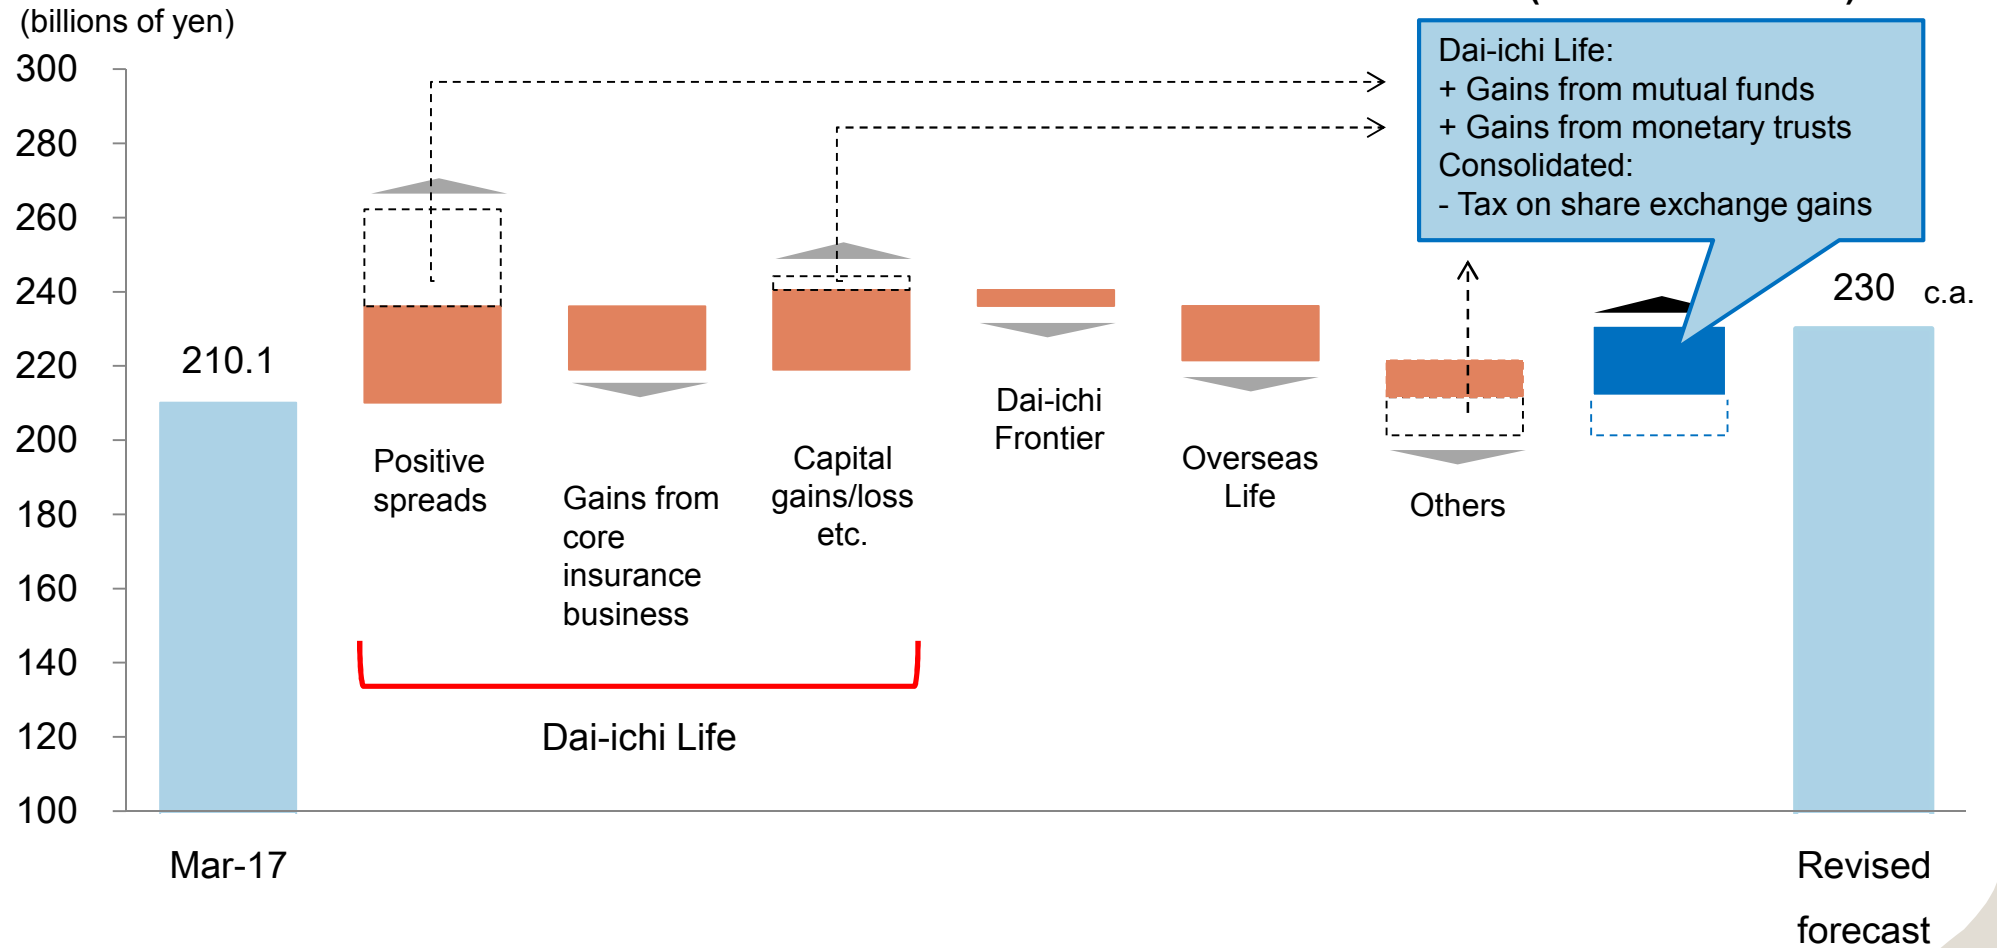 (billions of yen)
300
280
260
240
220
200
180
160
140
120
100
Dai-ichi Life:
+ Gains from mutual funds
+ Gains from monetary trusts
Consolidated:
- Tax on share exchange gains
210.1
230 c.a.
Positive
spreads
Gains from
core
insurance
business
Capital
gains/loss
etc.
Dai-ichi
Frontier
Overseas
Life
Others
Dai-ichi Life
Mar-17
Revised
forecast